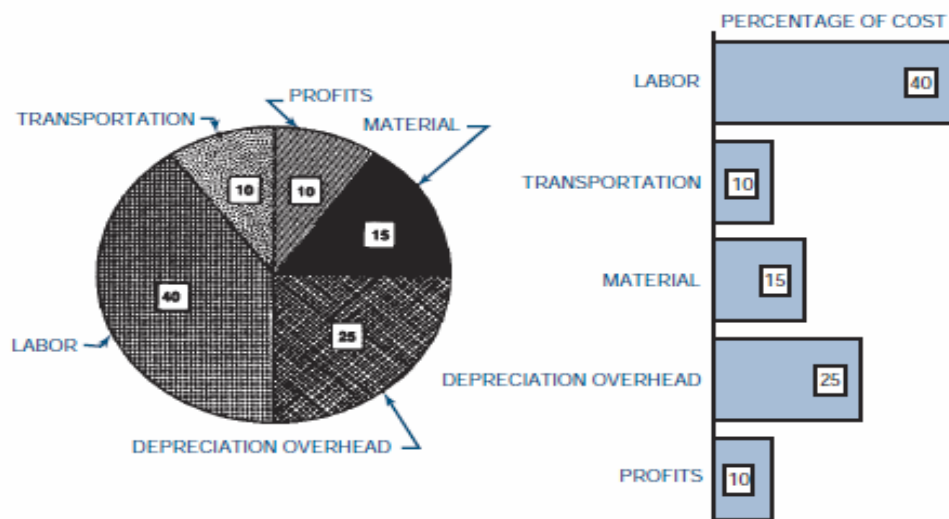 PROFITS
TRANSPORTATION
MATERIAL
10
10
15
40
25
LABOR
DEPRECIATION OVERHEAD
PERCENTAGE OF COST
LABOR
40
TRANSPORTATION
10
MATERIAL
15
DEPRECIATION OVERHEAD
25
PROFITS
10